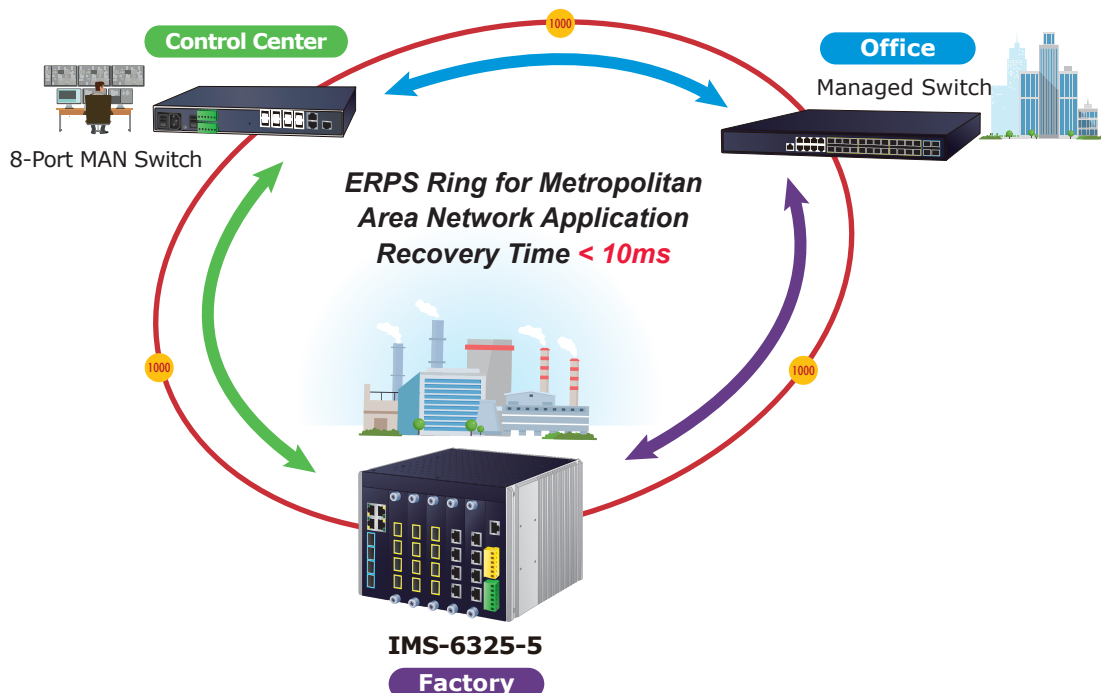 1000
Control Center
Office
Managed Switch
8-Port MAN Switch
ERPS Ring for Metropolitan
Area Network Application
Recovery Time < 10ms
1000
1000
IMS-6325-5
Factory